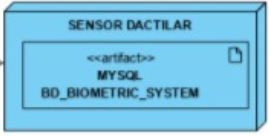 SENSOR DACTILAR
<<artifact>>
MYSQL
BD_BIOMETRIC_SYSTEM